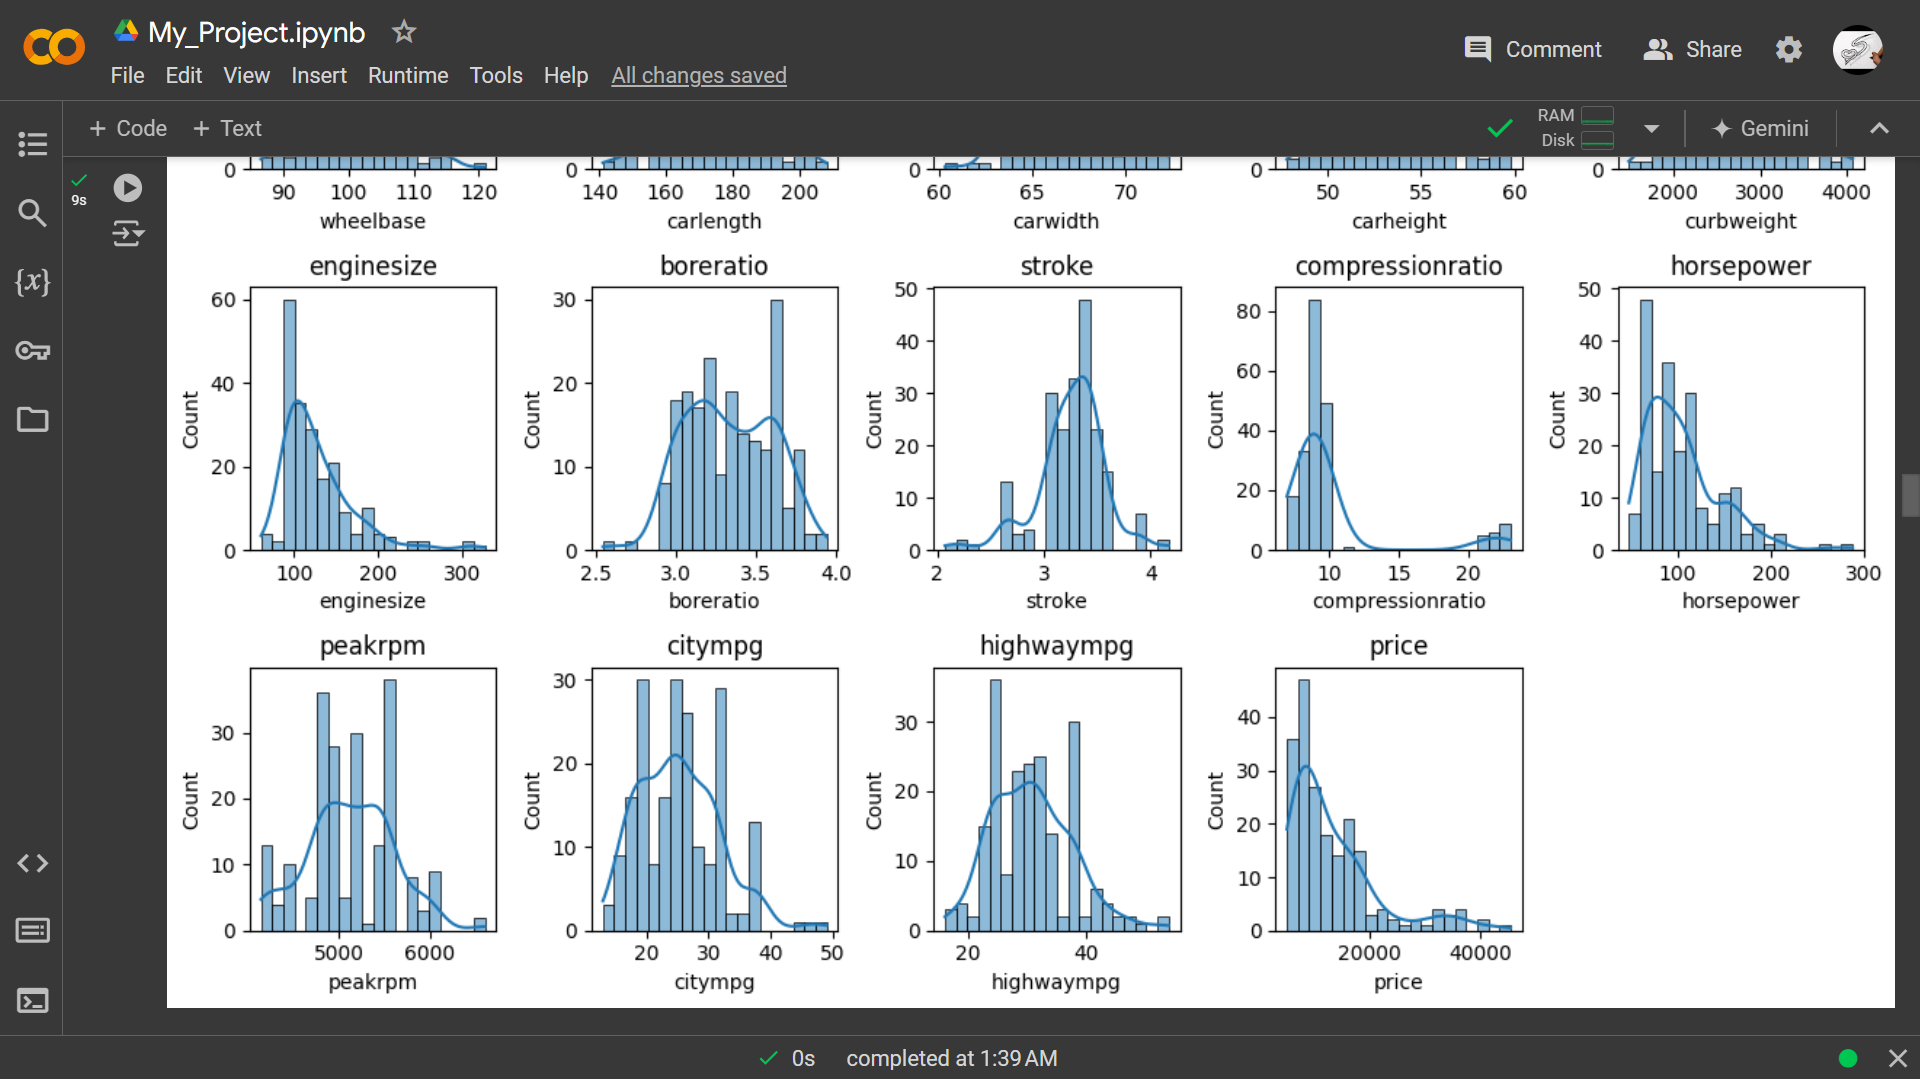 My_Project.ipynb
Comment
Share
File Edit View Insert Runtime Tools Help All changes saved
+ Code + Text
RAM
Disk
Gemini
9s
{x}
0 0 0 0 0
90 100 110 120 140 160 180 200 60 65 70 50 55 60 2000 3000 4000
wheelbase carlength carwidth carheight curbweight
enginesize boreratio stroke compressionratio horsepower
60
40
20
0
Count
100 200 300
enginesize
30
20
10
0
Count
2.5 3.0 3.5 4.0
boreratio
50
40
30
20
10
0
Count
2 3 4
stroke
80
60
40
20
0
Count
10 15 20
compressionratio
50
40
30
20
10
0
Count
100 200 300
horsepower
peakrpm citympg highwaympg price
30
20
10
0
Count
5000 6000
peakrpm
30
20
10
0
Count
20 30 40 50
citympg
30
20
10
0
Count
20 40
highwaympg
40
30
20
10
0
Count
20000 40000
price
0s completed at 1:39 AM